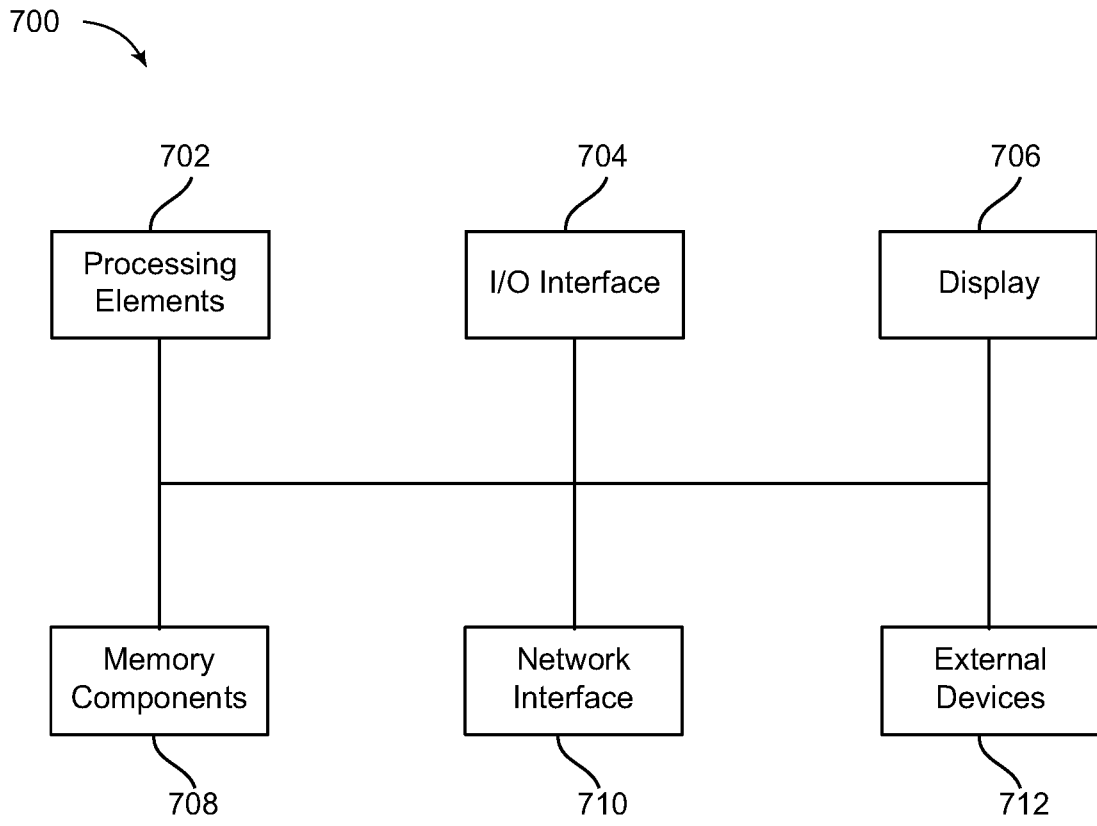 700
702
704
706
Processing
Elements
I/O Interface
Display
Memory
Components
Network
Interface
External
Devices
708
710
712